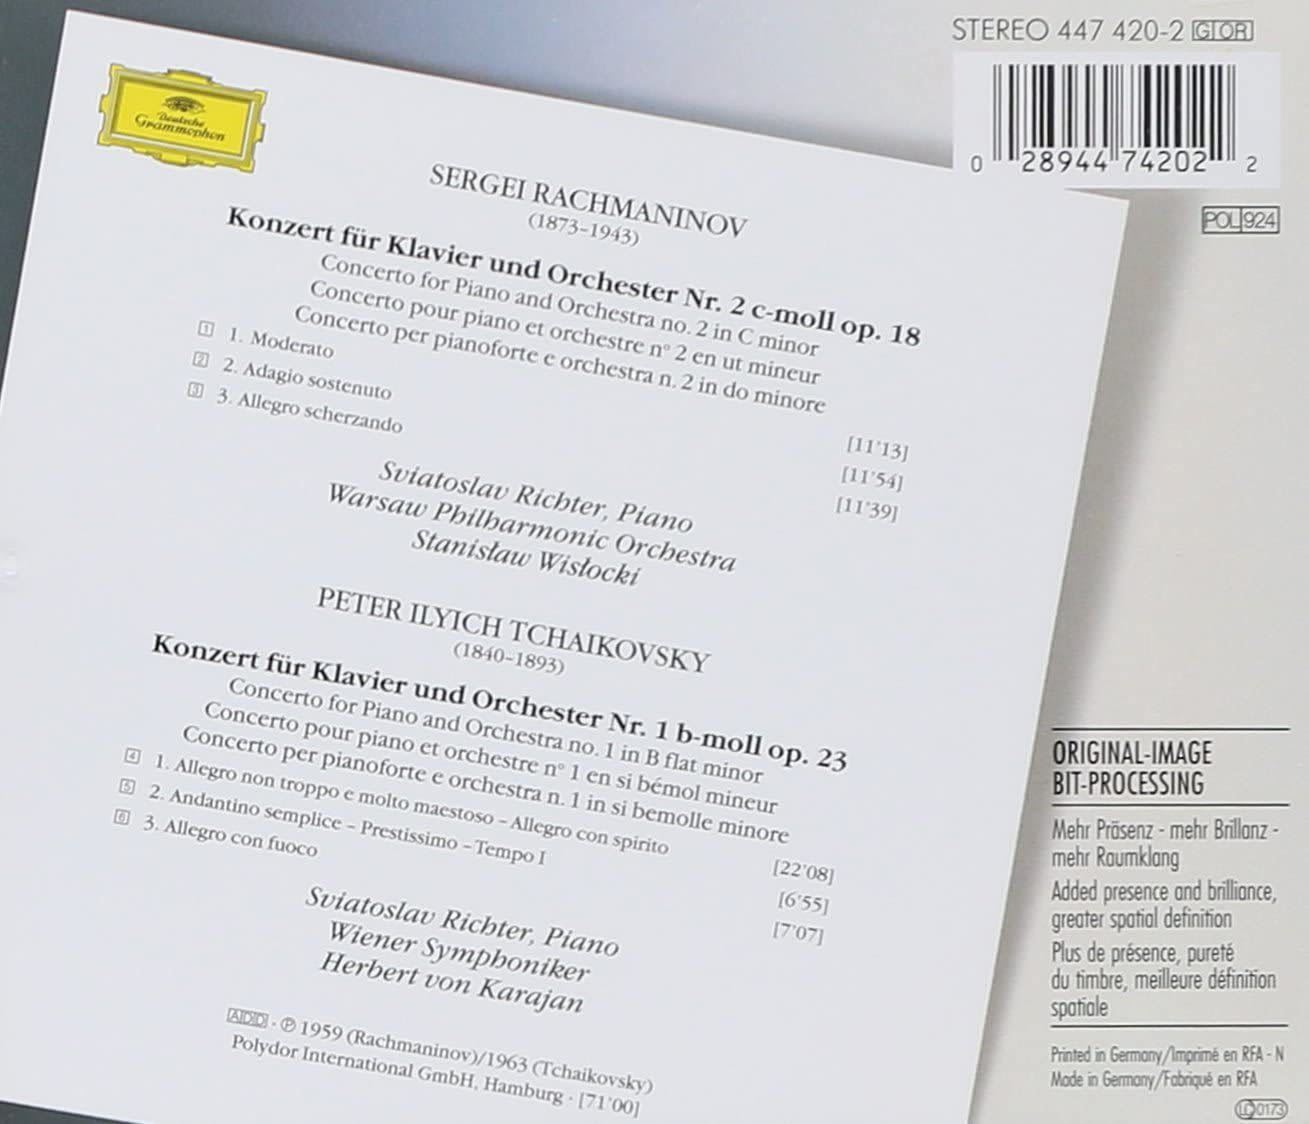 STEREO 447 420-2 GI OR
0 28944 74202 2
POL 924
Deutsche
Grammophon
SERGEI RACHMANINOV
(1873-1943)
Konzert für Klavier und Orchester Nr. 2 c-moll op. 18
Concerto for Piano and Orchestra no. 2 in C minor
Concerto pour piano et orchestre n° 2 en ut mineur
Concerto per pianoforte e orchestra n. 2 in do minore
1 1. Moderato [11'13]
2 2. Adagio sostenuto [11'54]
3 3. Allegro scherzando [11'39]
Sviatoslav Richter, Piano
Warsaw Philharmonic Orchestra
Stanisław Wisłocki
PETER ILYICH TCHAIKOVSKY
(1840-1893)
Konzert für Klavier und Orchester Nr. 1 b-moll op. 23
Concerto for Piano and Orchestra no. 1 in B flat minor
Concerto pour piano et orchestre n° 1 en si bémol mineur
Concerto per pianoforte e orchestra n. 1 in si bemolle minore
4 1. Allegro non troppo e molto maestoso – Allegro con spirito [22'08]
5 2. Andantino semplice – Prestissimo – Tempo I [6'55]
6 3. Allegro con fuoco [7'07]
Sviatoslav Richter, Piano
Wiener Symphoniker
Herbert von Karajan
ADD · ℗ 1959 (Rachmaninov)/1963 (Tchaikovsky)
Polydor International GmbH, Hamburg · [71'00]
ORIGINAL-IMAGE
BIT-PROCESSING
Mehr Präsenz - mehr Brillanz -
mehr Raumklang
Added presence and brilliance,
greater spatial definition
Plus de présence, pureté
du timbre, meilleure définition
spatiale
Printed in Germany/Imprimé en RFA - N
Made in Germany/Fabriqué en RFA
LC 0173